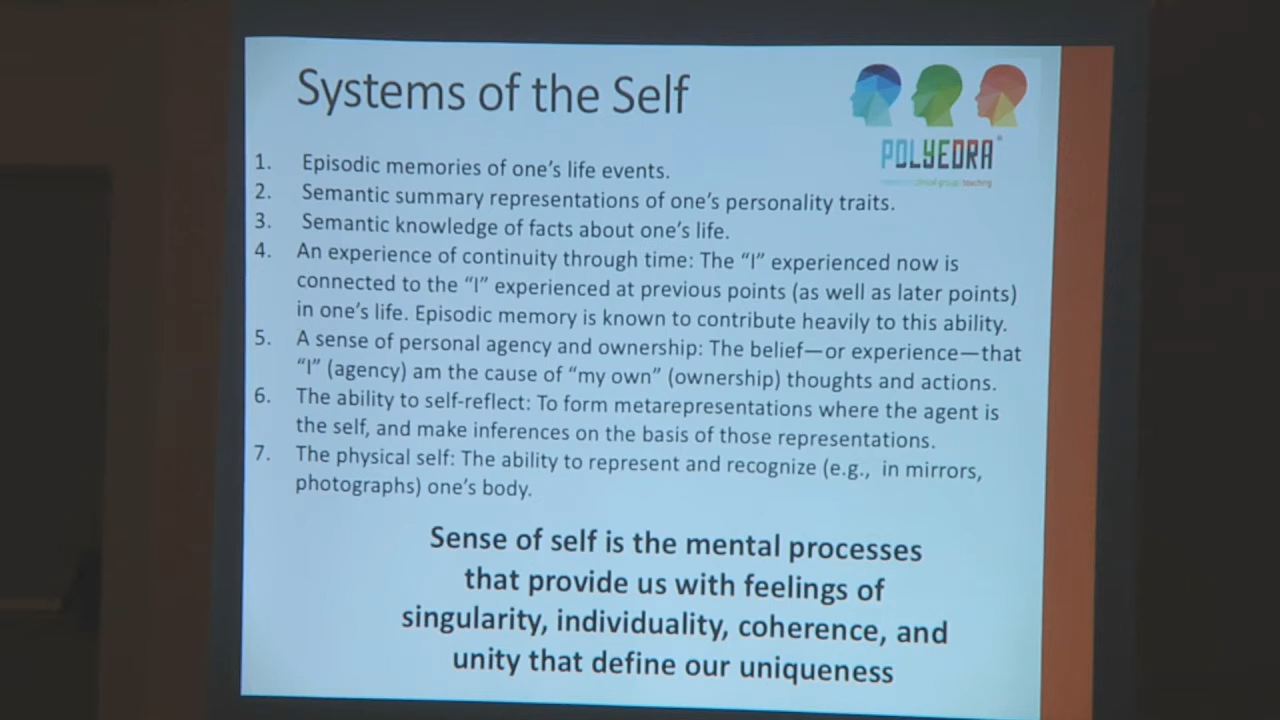 Systems of the Self
POLYEDRA
1. Episodic memories of one's life events.
2. Semantic summary representations of one's personality traits.
3. Semantic knowledge of facts about one's life.
4. An experience of continuity through time: The “I” experienced now is
connected to the “I” experienced at previous points (as well as later points)
in one's life. Episodic memory is known to contribute heavily to this ability.
5. A sense of personal agency and ownership: The belief—or experience—that
“I” (agency) am the cause of “my own” (ownership) thoughts and actions.
6. The ability to self-reflect: To form metarepresentations where the agent is
the self, and make inferences on the basis of those representations.
7. The physical self: The ability to represent and recognize (e.g., in mirrors,
photographs) one's body.
Sense of self is the mental processes
that provide us with feelings of
singularity, individuality, coherence, and
unity that define our uniqueness